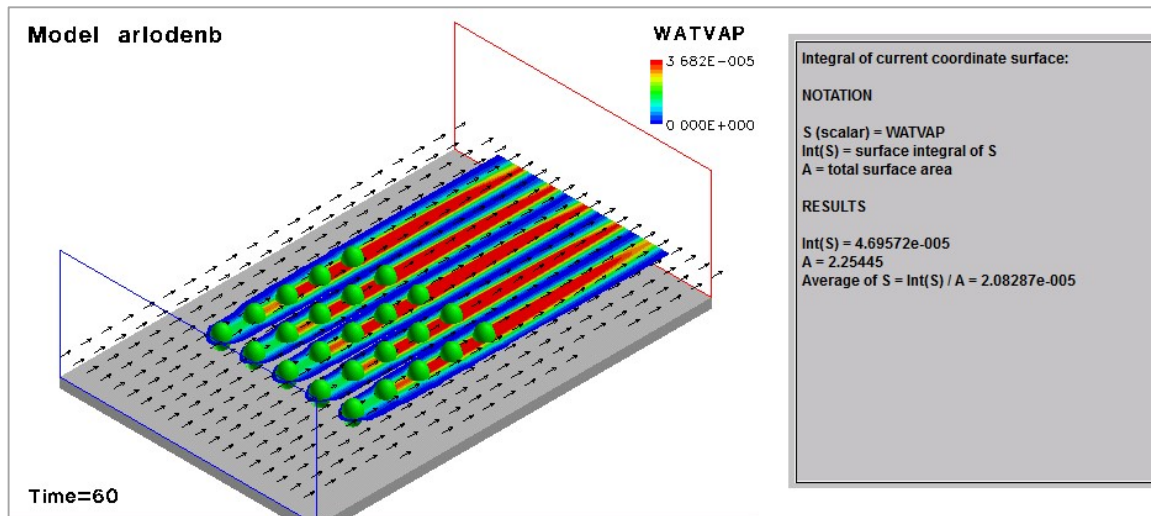 Model arlodenb
WATVAP
3 682E-005
0 000E+000
Time=60
Integral of current coordinate surface:
NOTATION
S (scalar) = WATVAP
Int(S) = surface integral of S
A = total surface area
RESULTS
Int(S) = 4.69572e-005
A = 2.25445
Average of S = Int(S) / A = 2.08287e-005